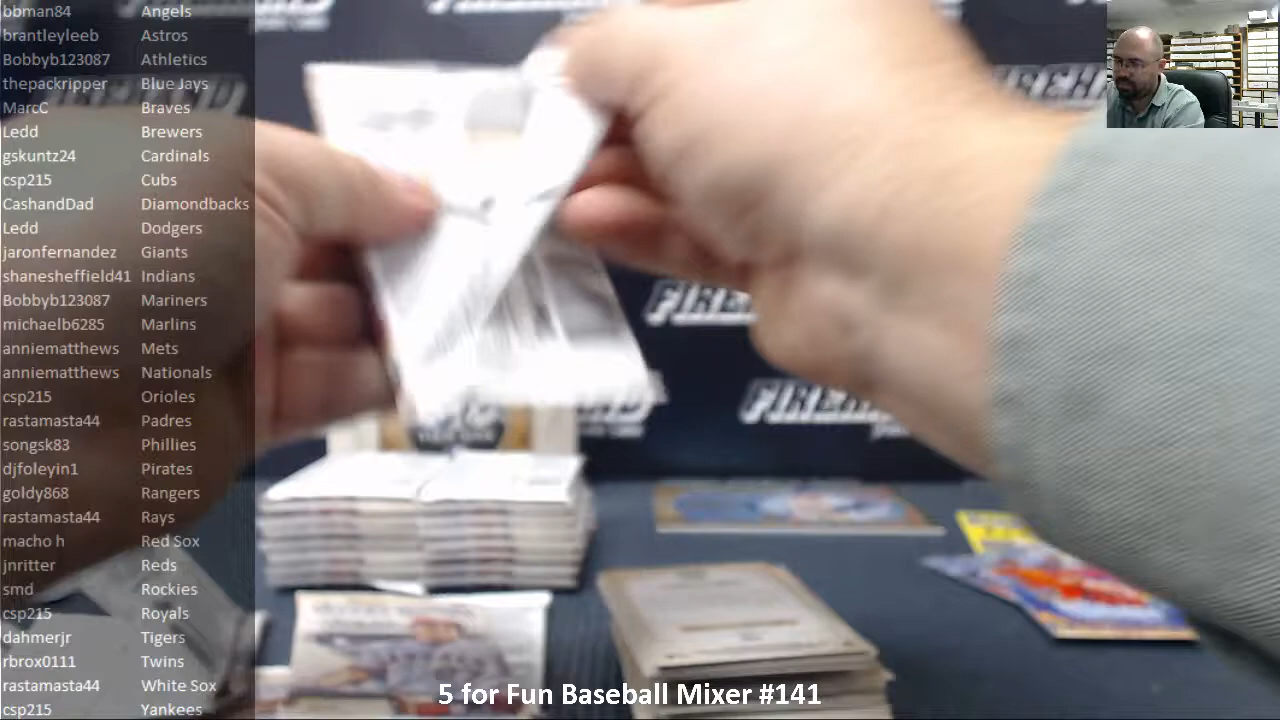 bbman84 Angels
brantleyleeb Astros
Bobbyb123087 Athletics
thepackripper Blue Jays
MarcC Braves
Ledd Brewers
gskuntz24 Cardinals
csp215 Cubs
CashandDad Diamondbacks
Ledd Dodgers
jaronfernandez Giants
shanesheffield41 Indians
Bobbyb123087 Mariners
michaelb6285 Marlins
anniematthews Mets
anniematthews Nationals
csp215 Orioles
rastamasta44 Padres
songsk83 Phillies
djfoleyin1 Pirates
goldy868 Rangers
rastamasta44 Rays
macho h Red Sox
jnritter Reds
smd Rockies
csp215 Royals
dahmerjr Tigers
rbrox0111 Twins
rastamasta44 White Sox
csp215 Yankees
5 for Fun Baseball Mixer #141